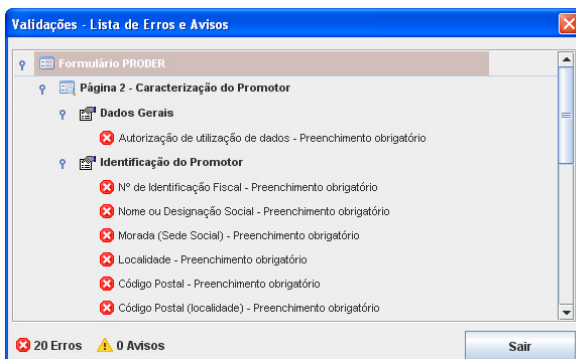 Validações - Lista de Erros e Avisos
Formulário PRODER
Página 2 - Caracterização do Promotor
Dados Gerais
Autorização de utilização de dados - Preenchimento obrigatório
Identificação do Promotor
Nº de Identificação Fiscal - Preenchimento obrigatório
Nome ou Designação Social - Preenchimento obrigatório
Morada (Sede Social) - Preenchimento obrigatório
Localidade - Preenchimento obrigatório
Código Postal - Preenchimento obrigatório
Código Postal (localidade) - Preenchimento obrigatório
20 Erros 0 Avisos Sair